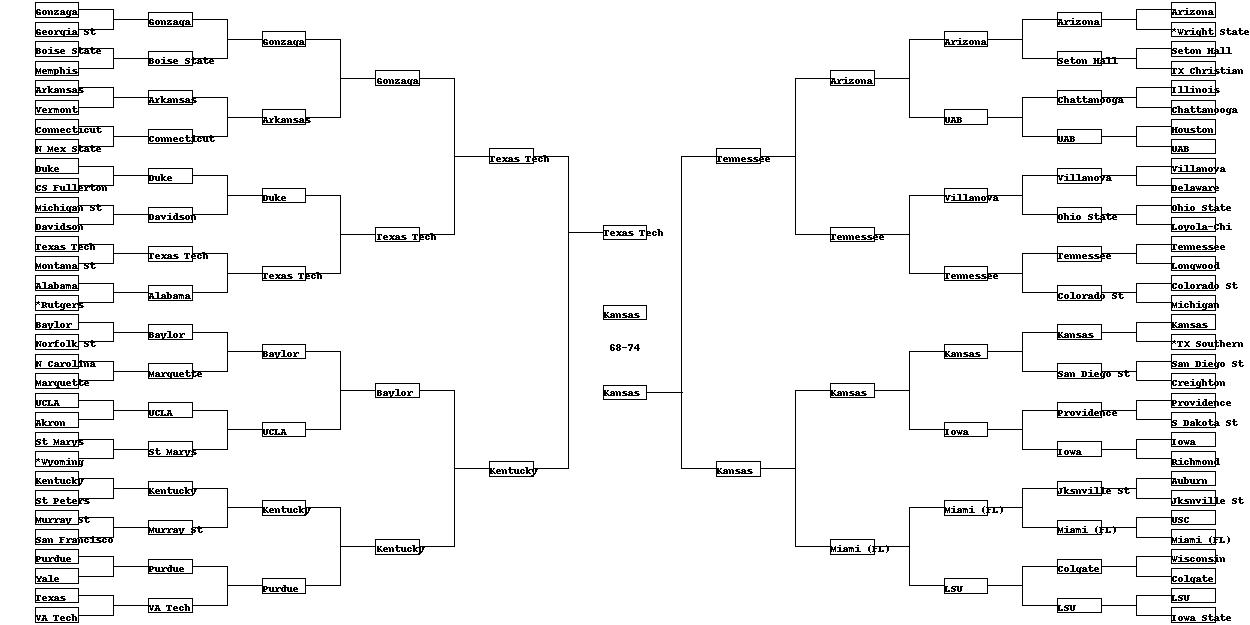 Gonzaga
Georgia St
Boise State
Memphis
Arkansas
Vermont
Connecticut
N Mex State
Duke
CS Fullerton
Michigan St
Davidson
Texas Tech
Montana St
Alabama
*Rutgers
Baylor
Norfolk St
N Carolina
Marquette
UCLA
Akron
St Marys
*Wyoming
Kentucky
St Peters
Murray St
San Francisco
Purdue
Yale
Texas
VA Tech
Gonzaga
Boise State
Arkansas
Connecticut
Duke
Davidson
Texas Tech
Alabama
Baylor
Marquette
UCLA
St Marys
Kentucky
Murray St
Purdue
VA Tech
Gonzaga
Arkansas
Duke
Texas Tech
Baylor
UCLA
Kentucky
Purdue
Gonzaga
Texas Tech
Baylor
Kentucky
Texas Tech
Kentucky
Texas Tech
Kansas
68-74
Kansas
Tennessee
Kansas
Arizona
Tennessee
Kansas
Miami (FL)
Arizona
UAB
Villanova
Tennessee
Kansas
Iowa
Miami (FL)
LSU
Arizona
Seton Hall
Chattanooga
UAB
Villanova
Ohio State
Tennessee
Colorado St
Kansas
San Diego St
Providence
Iowa
Jksnville St
Miami (FL)
Colgate
LSU
Arizona
*Wright State
Seton Hall
TX Christian
Illinois
Chattanooga
Houston
UAB
Villanova
Delaware
Ohio State
Loyola-Chi
Tennessee
Longwood
Colorado St
Michigan
Kansas
*TX Southern
San Diego St
Creighton
Providence
S Dakota St
Iowa
Richmond
Auburn
Jksnville St
USC
Miami (FL)
Wisconsin
Colgate
LSU
Iowa State